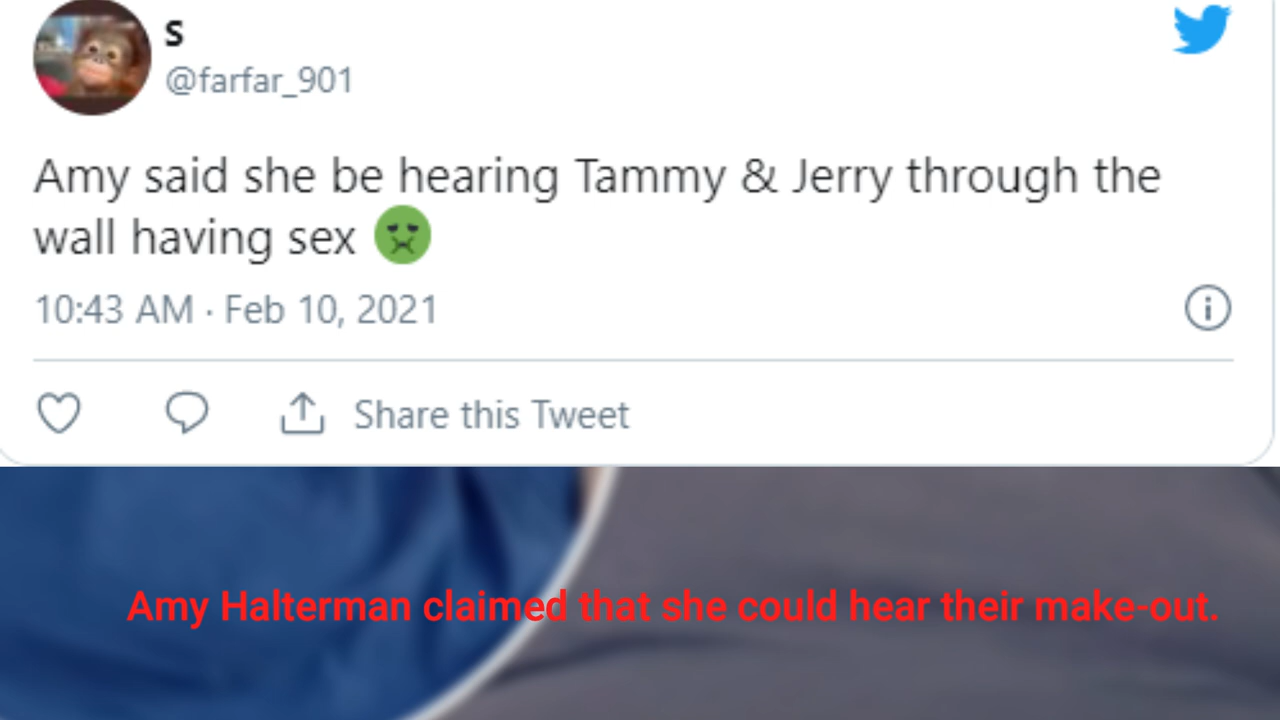 s
@farfar_901
Amy said she be hearing Tammy & Jerry through the
wall having sex 🤢
10:43 AM · Feb 10, 2021
Share this Tweet
Amy Halterman claimed that she could hear their make-out.